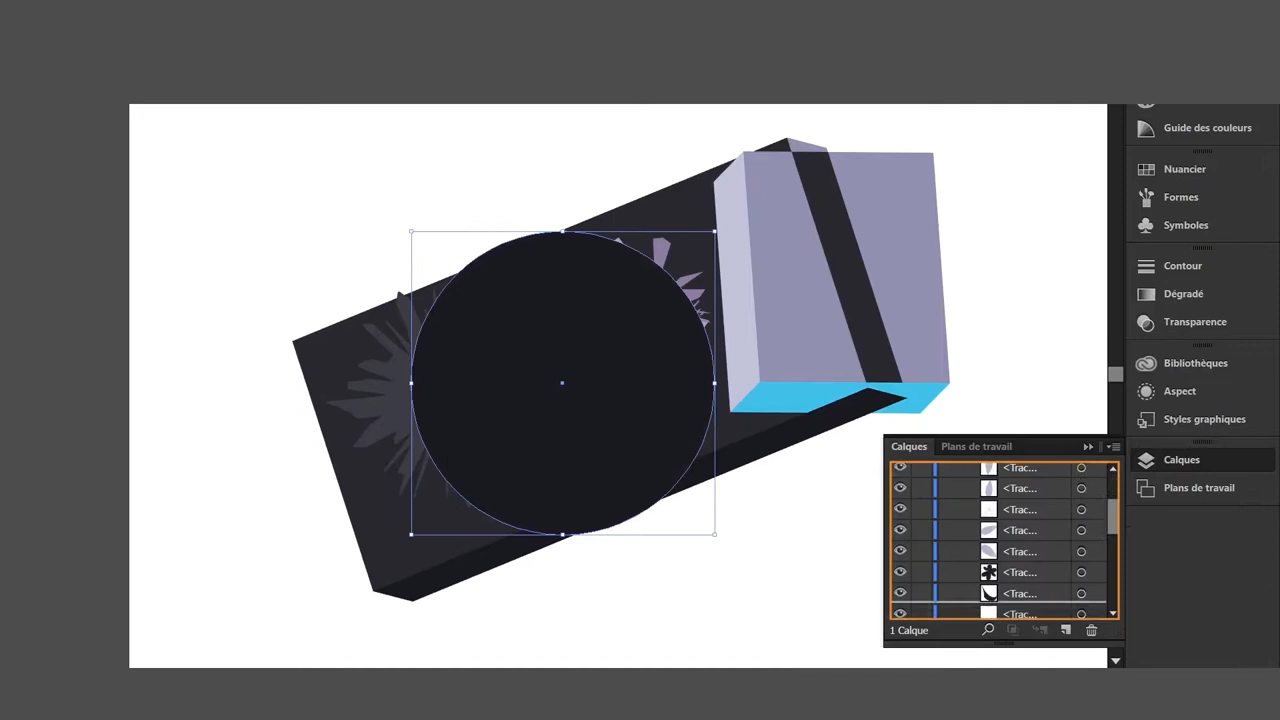 Guide des couleurs
Nuancier
Formes
Symboles
Contour
Dégradé
Transparence
Bibliothèques
Aspect
Styles graphiques
Calques
Plans de travail
Calques
Plans de travail
<Trac...
<Trac...
<Trac...
<Trac...
<Trac...
<Trac...
<Trac...
<Trac...
1 Calque